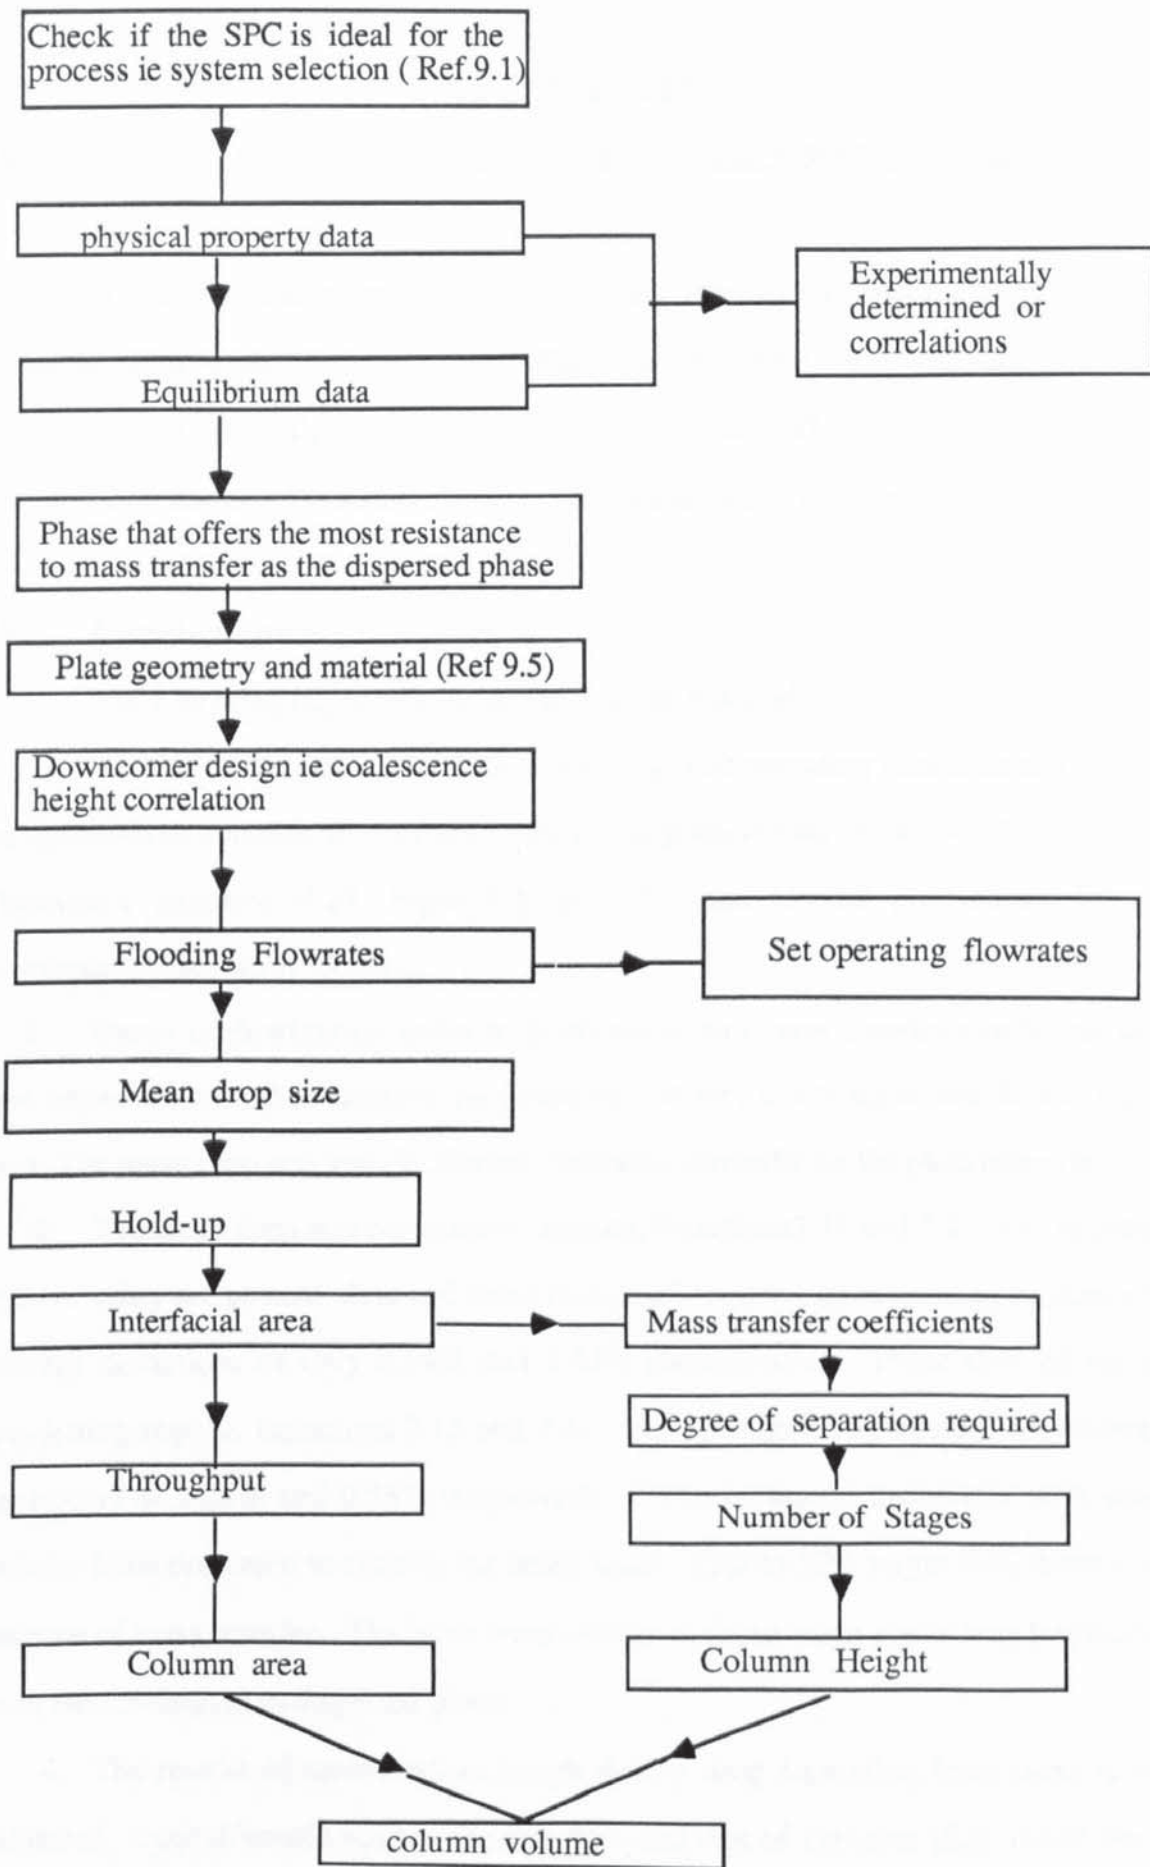 Check if the SPC is ideal for the
process ie system selection ( Ref.9.1)
physical property data
Experimentally
determined or
correlations
Equilibrium data
Phase that offers the most resistance
to mass transfer as the dispersed phase
Plate geometry and material (Ref 9.5)
Downcomer design ie coalescence
height correlation
Flooding Flowrates
Set operating flowrates
Mean drop size
Hold-up
Interfacial area
Mass transfer coefficients
Degree of separation required
Throughput
Number of Stages
Column area
Column Height
column volume